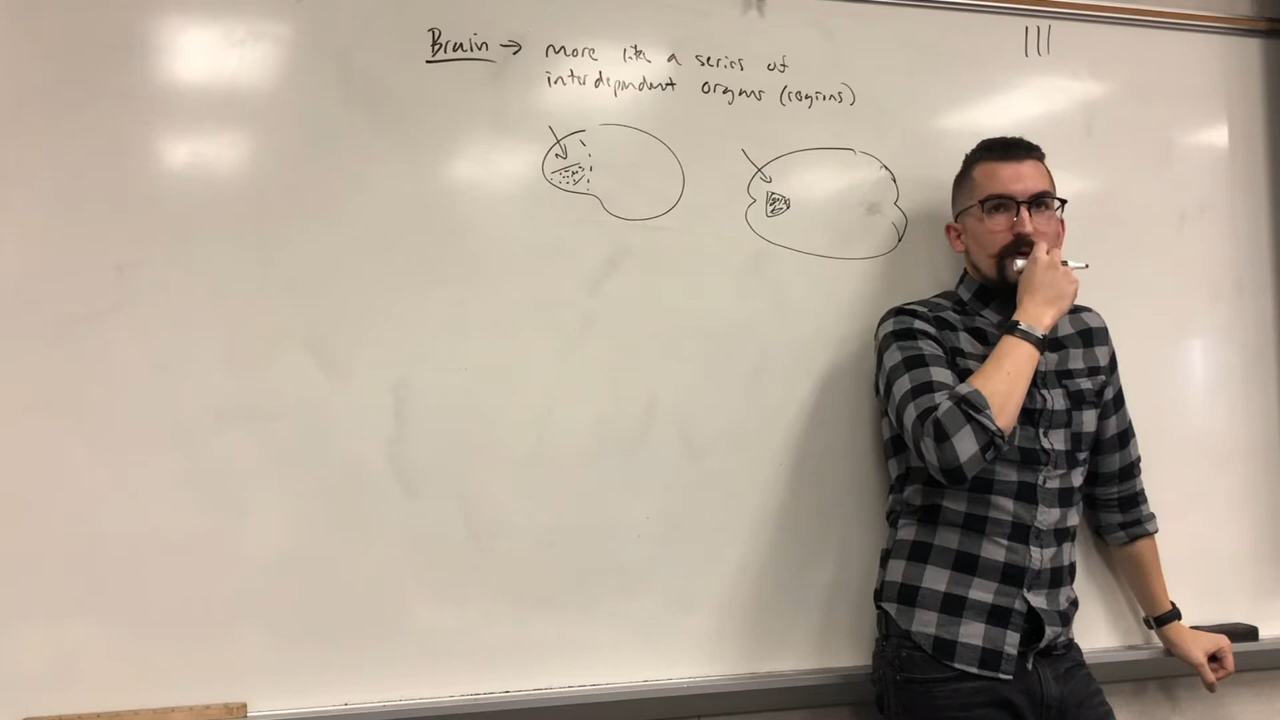 Brain → more like a series of
interdependent organs (regions)
|||